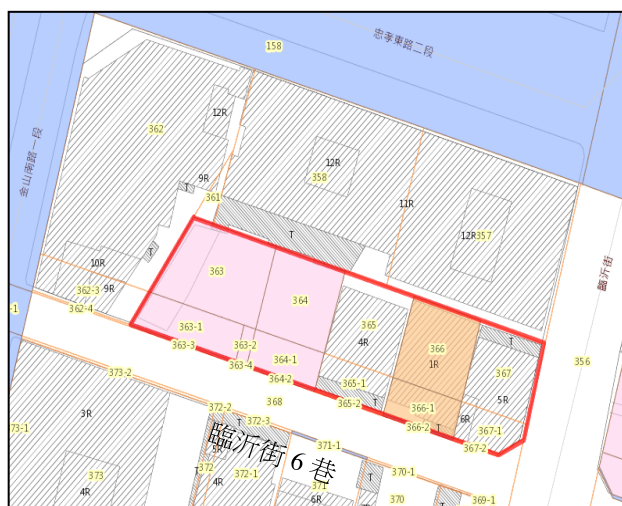 158
忠孝東路二段
金山南路一段
362
12R
12R
358
9R
T
361
11R
12R
357
T
T
臨沂街
363
10R
9R
362-3
362-4
-1
364
365
4R
366
1R
367
T
5R
356
363-1
363-2
363-3
363-4
364-1
364-2
365-1
365-2
T
366-1
366-2
T
6R
367-1
367-2
373-2
368
3R
372-2
T
372-3
371-1
臨沂街 6 巷
73-1
373
4R
5R
372
372-1
T
4R
371
6R
T
370-1
370
T
369-1